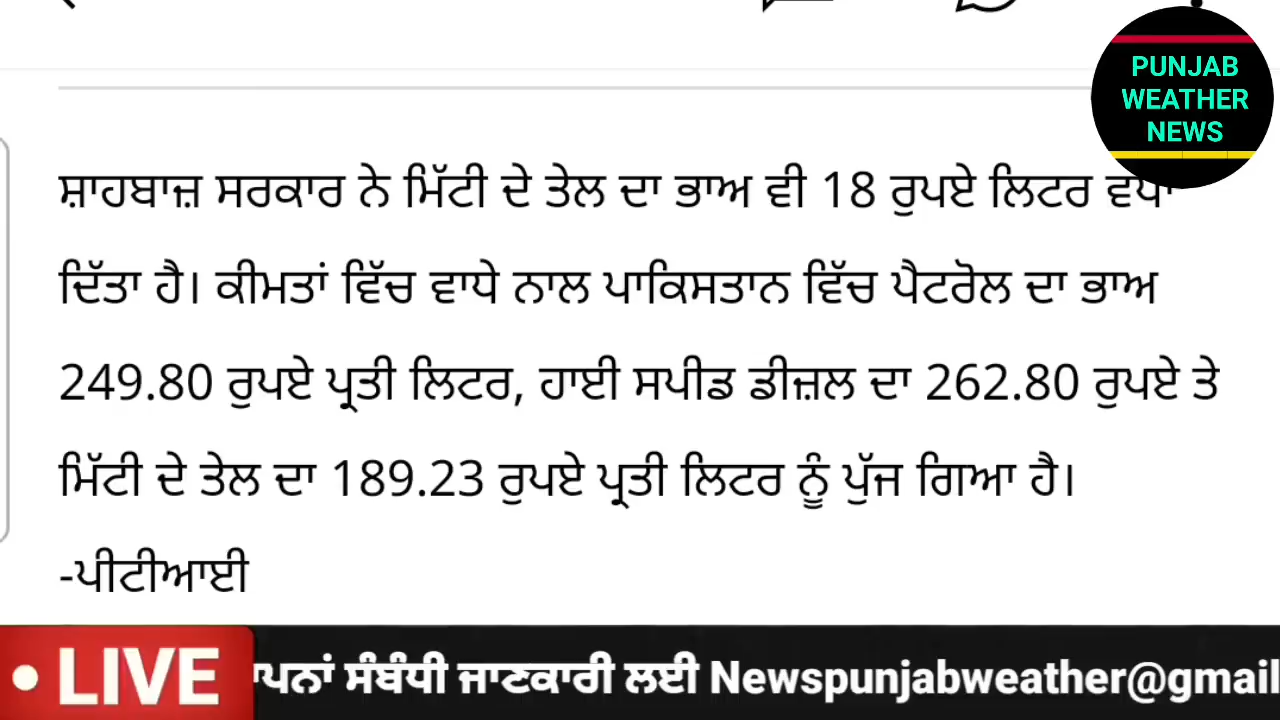 PUNJAB
WEATHER
NEWS
ਸ਼ਾਹਬਾਜ਼ ਸਰਕਾਰ ਨੇ ਮਿੱਟੀ ਦੇ ਤੇਲ ਦਾ ਭਾਅ ਵੀ 18 ਰੁਪਏ ਲਿਟਰ ਵਧਾ
ਦਿੱਤਾ ਹੈ। ਕੀਮਤਾਂ ਵਿੱਚ ਵਾਧੇ ਨਾਲ ਪਾਕਿਸਤਾਨ ਵਿੱਚ ਪੈਟਰੋਲ ਦਾ ਭਾਅ
249.80 ਰੁਪਏ ਪ੍ਰਤੀ ਲਿਟਰ, ਹਾਈ ਸਪੀਡ ਡੀਜ਼ਲ ਦਾ 262.80 ਰੁਪਏ ਤੇ
ਮਿੱਟੀ ਦੇ ਤੇਲ ਦਾ 189.23 ਰੁਪਏ ਪ੍ਰਤੀ ਲਿਟਰ ਨੂੰ ਪੁੱਜ ਗਿਆ ਹੈ।
-ਪੀਟੀਆਈ
LIVE ਸੰਬੰਧੀ ਜਾਣਕਾਰੀ ਲਈ Newspunjabweather@gmail